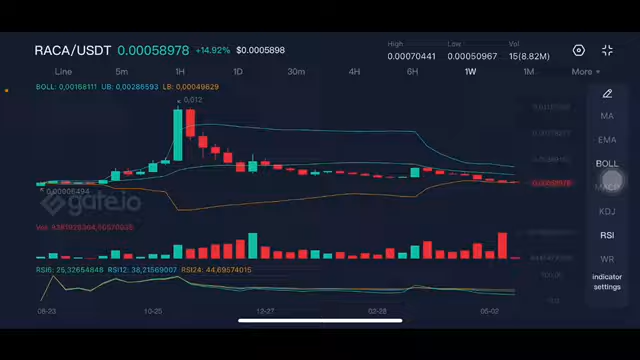 RACA/USDT 0.00058978 +14.92% $0.0005898
High Low Vol
0.00070441 0.00050967 15(8.82M)
Line 5m 1H 1D 30m 4H 6H 1W 1M More
BOLL: 0,00168111 UB: 0,00286593 LB: 0,00049629
0,012
MA
EMA
BOLL
MACD
KDJ
RSI
WR
indicator
settings
0.00058978
0,00006494
gate.io
RSI6: 25,32654848 RSI12: 38,21569007 RSI24: 44,69574015
08-23 10-25 12-27 02-28 05-02